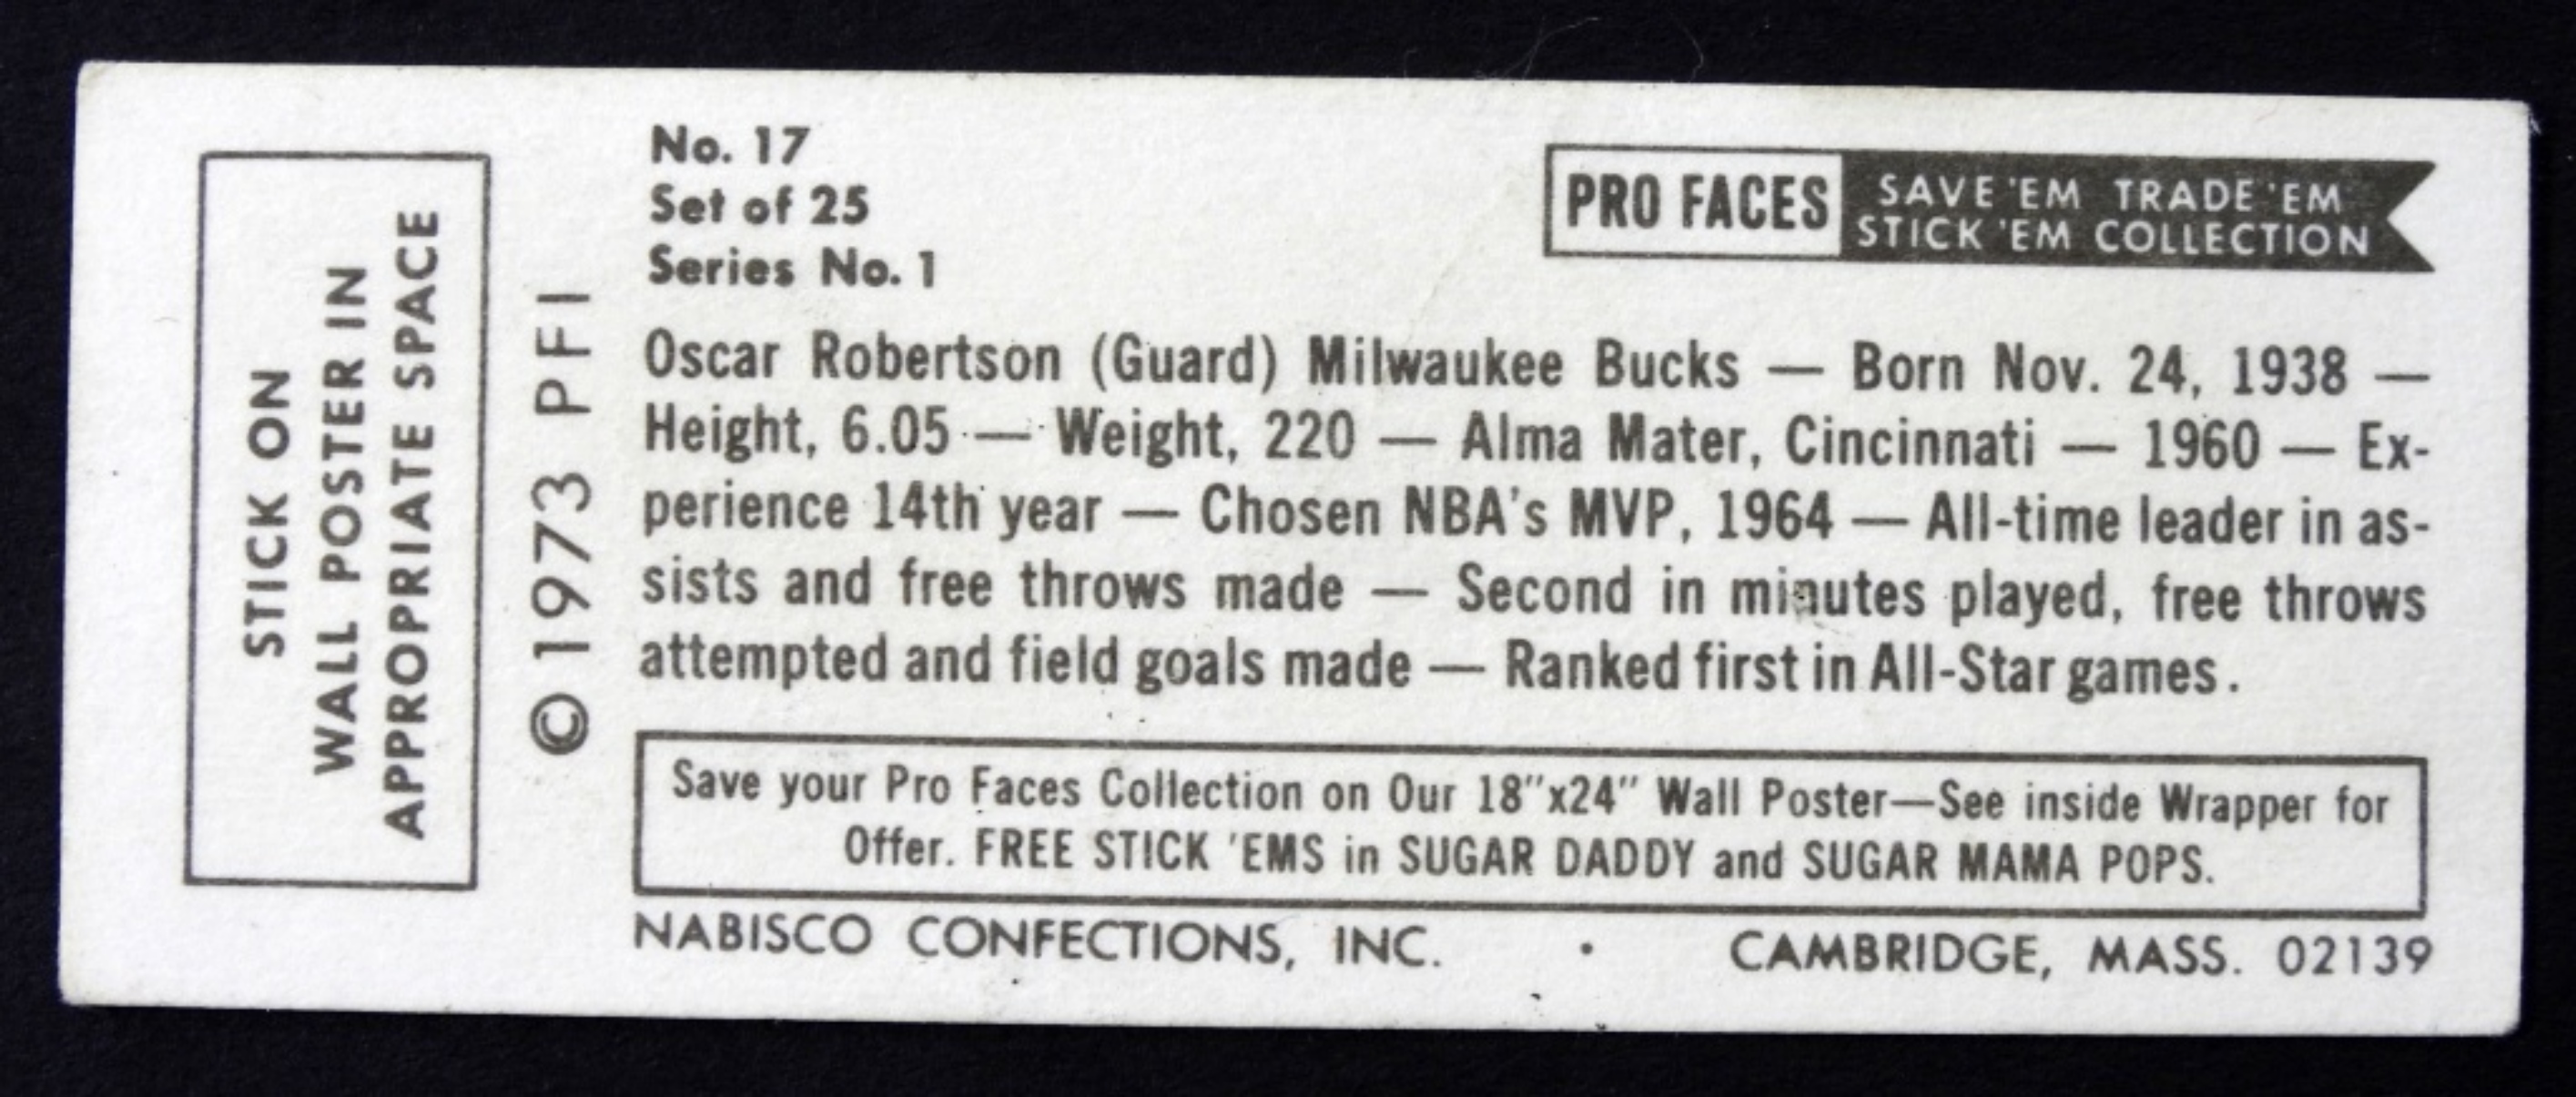 STICK ON
WALL POSTER IN
APPROPRIATE SPACE
© 1973 PFI
No. 17
Set of 25
Series No. 1
PRO FACES
SAVE 'EM TRADE 'EM
STICK 'EM COLLECTION
Oscar Robertson (Guard) Milwaukee Bucks — Born Nov. 24, 1938 —
Height, 6.05 — Weight, 220 — Alma Mater, Cincinnati — 1960 — Ex-
perience 14th year — Chosen NBA's MVP, 1964 — All-time leader in as-
sists and free throws made — Second in minutes played, free throws
attempted and field goals made — Ranked first in All-Star games.
Save your Pro Faces Collection on Our 18"x24" Wall Poster—See inside Wrapper for
Offer. FREE STICK 'EMS in SUGAR DADDY and SUGAR MAMA POPS.
NABISCO CONFECTIONS, INC. · CAMBRIDGE, MASS. 02139